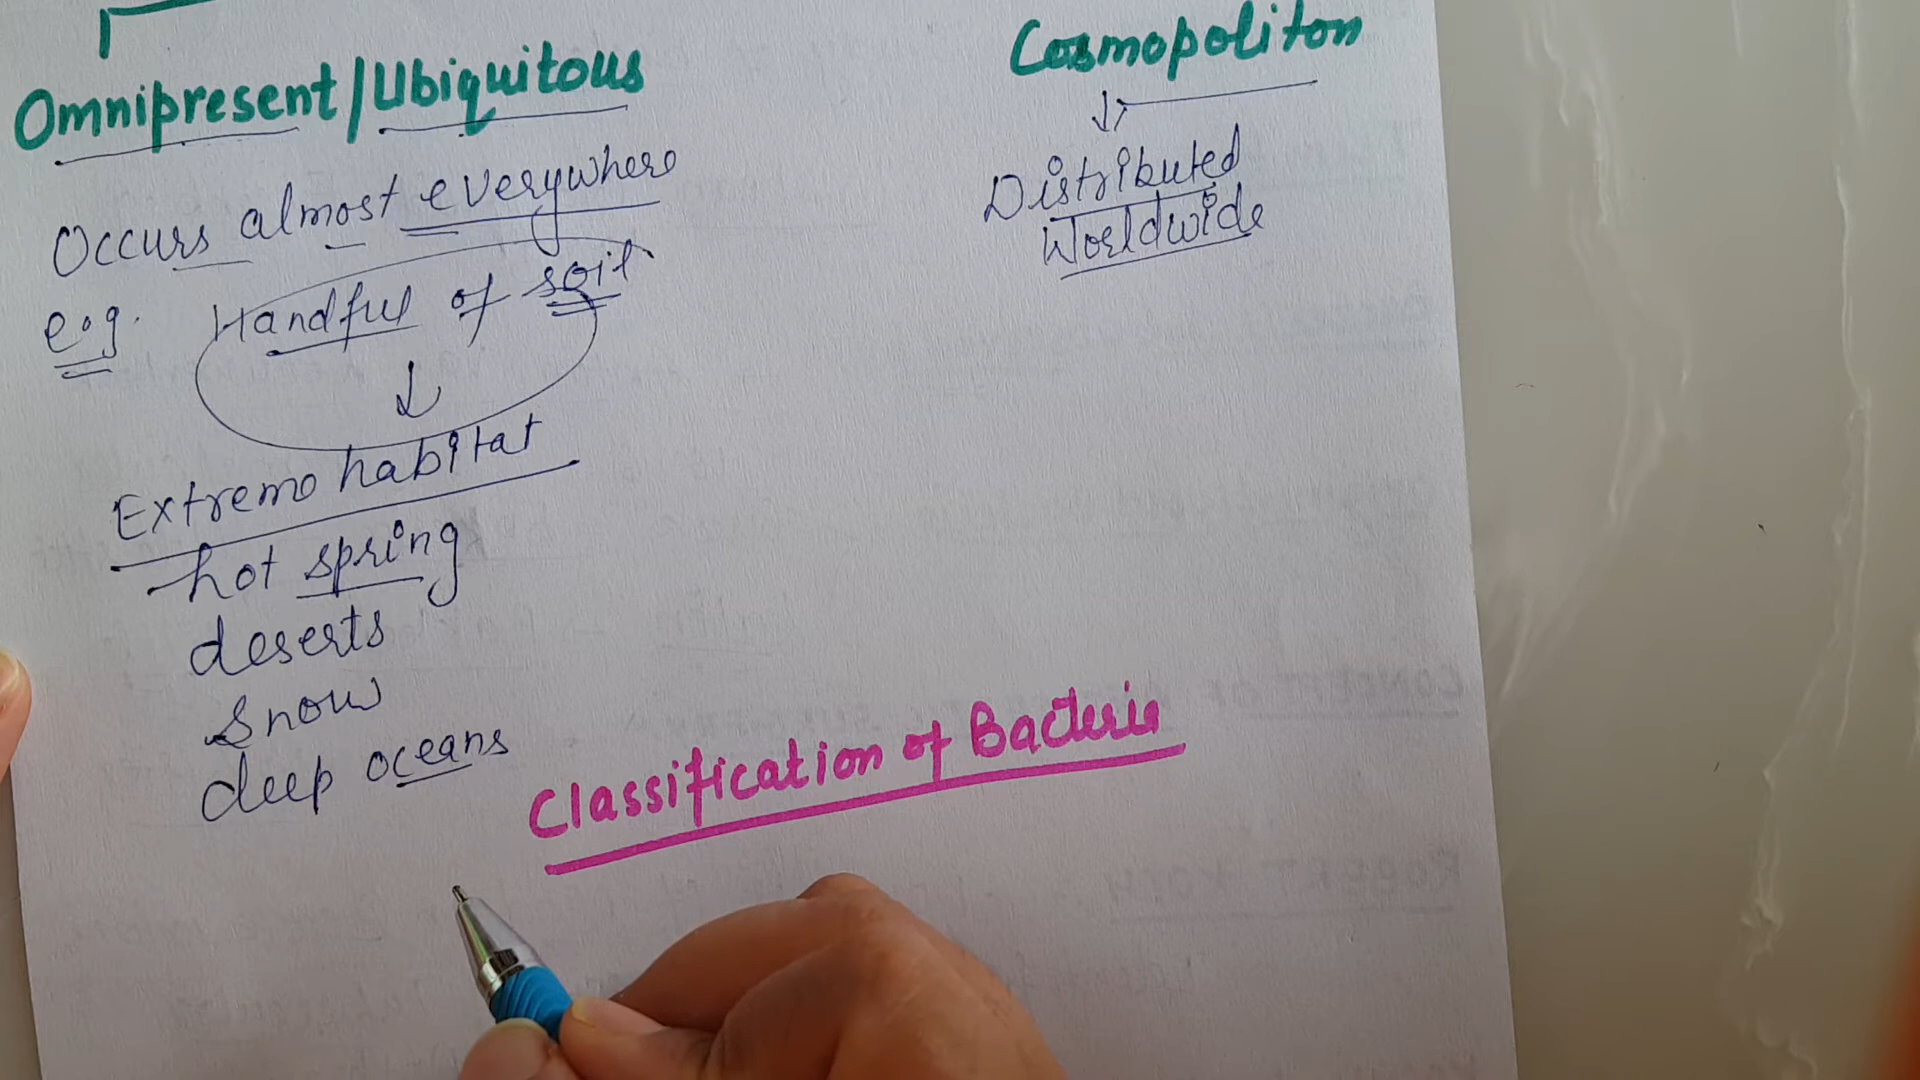 Omnipresent/Ubiquitous
Occurs almost everywhere
e.g. Handful of soil
Extreme habitat
hot spring
deserts
snow
deep oceans
Cosmopoliton
Distributed
Worldwide
Classification of Bacteria